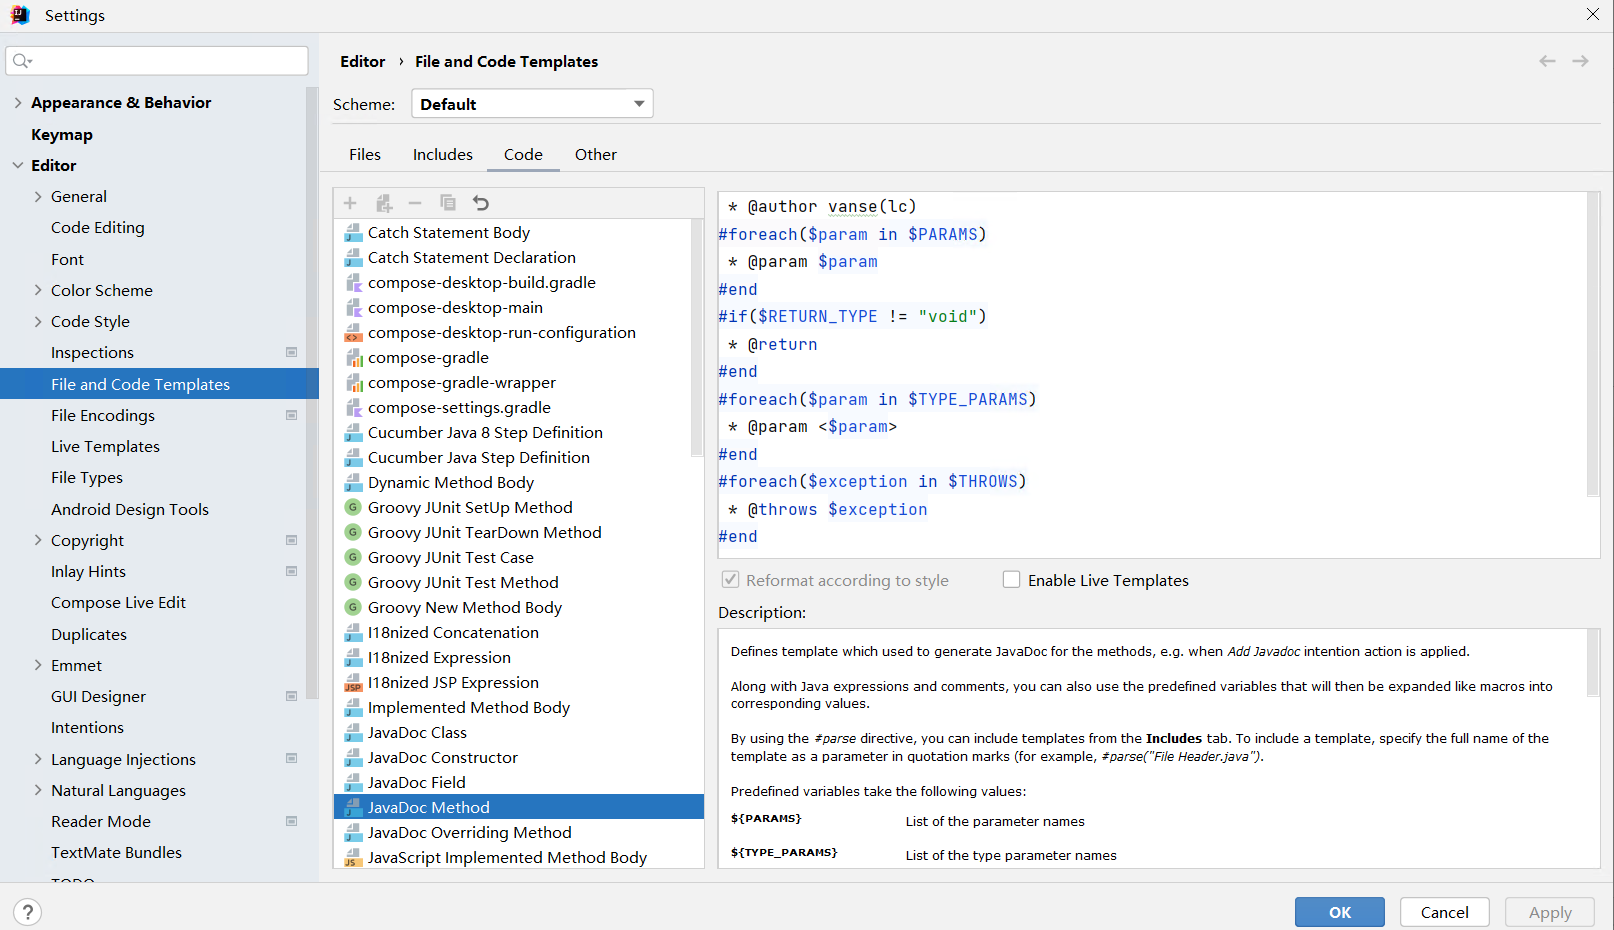 Settings
Appearance & Behavior
Keymap
Editor
General
Code Editing
Font
Color Scheme
Code Style
Inspections
File and Code Templates
File Encodings
Live Templates
File Types
Android Design Tools
Copyright
Inlay Hints
Compose Live Edit
Duplicates
Emmet
GUI Designer
Intentions
Language Injections
Natural Languages
Reader Mode
TextMate Bundles
TODO
Editor › File and Code Templates
Scheme: Default
Files Includes Code Other
Catch Statement Body
Catch Statement Declaration
compose-desktop-build.gradle
compose-desktop-main
compose-desktop-run-configuration
compose-gradle
compose-gradle-wrapper
compose-settings.gradle
Cucumber Java 8 Step Definition
Cucumber Java Step Definition
Dynamic Method Body
Groovy JUnit SetUp Method
Groovy JUnit TearDown Method
Groovy JUnit Test Case
Groovy JUnit Test Method
Groovy New Method Body
I18nized Concatenation
I18nized Expression
I18nized JSP Expression
Implemented Method Body
JavaDoc Class
JavaDoc Constructor
JavaDoc Field
JavaDoc Method
JavaDoc Overriding Method
JavaScript Implemented Method Body
* @author vanse(lc)
#foreach($param in $PARAMS)
* @param $param
#end
#if($RETURN_TYPE != "void")
* @return
#end
#foreach($param in $TYPE_PARAMS)
* @param <$param>
#end
#foreach($exception in $THROWS)
* @throws $exception
#end
Reformat according to style Enable Live Templates
Description:
Defines template which used to generate JavaDoc for the methods, e.g. when Add Javadoc intention action is applied.
Along with Java expressions and comments, you can also use the predefined variables that will then be expanded like macros into
corresponding values.
By using the #parse directive, you can include templates from the Includes tab. To include a template, specify the full name of the
template as a parameter in quotation marks (for example, #parse("File Header.java").
Predefined variables take the following values:
${PARAMS} List of the parameter names
${TYPE_PARAMS} List of the type parameter names
? OK Cancel Apply